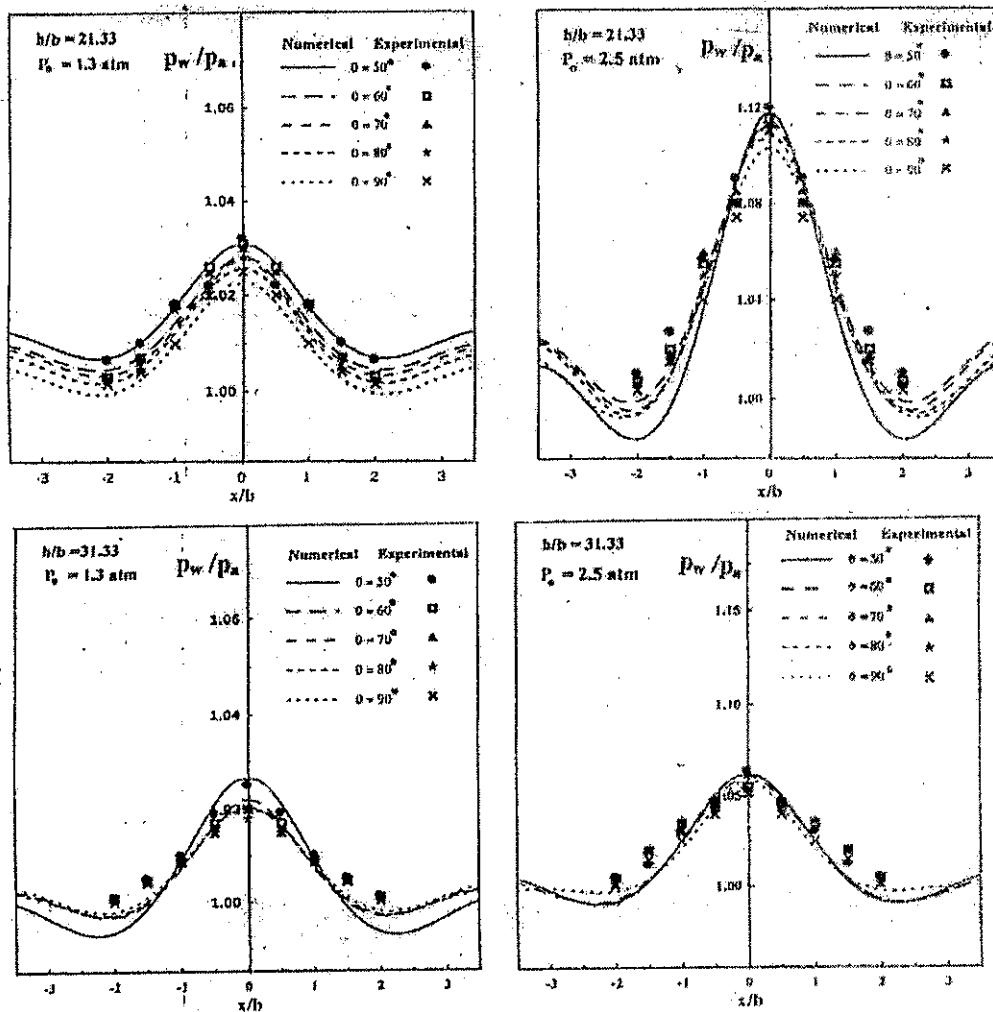 h/b = 21.33
P₀ = 1.3 atm
p_w/p_a
Numerical Experimental
θ = 50°
θ = 60°
θ = 70°
θ = 80°
θ = 90°
1.06
1.04
1.02
1.00
-3 -2 -1 0 1 2 3
x/b
h/b = 21.33
P₀ = 2.5 atm
p_w/p_a
Numerical Experimental
θ = 50°
θ = 60°
θ = 70°
θ = 80°
θ = 90°
1.12
1.08
1.04
1.00
-3 -2 -1 0 1 2 3
x/b
h/b = 31.33
P₀ = 1.3 atm
p_w/p_a
Numerical Experimental
θ = 50°
θ = 60°
θ = 70°
θ = 80°
θ = 90°
1.06
1.04
1.00
-3 -2 -1 0 1 2 3
x/b
h/b = 31.33
P₀ = 2.5 atm
p_w/p_a
Numerical Experimental
θ = 50°
θ = 60°
θ = 70°
θ = 80°
θ = 90°
1.15
1.10
1.05
1.00
-3 -2 -1 0 1 2 3
x/b